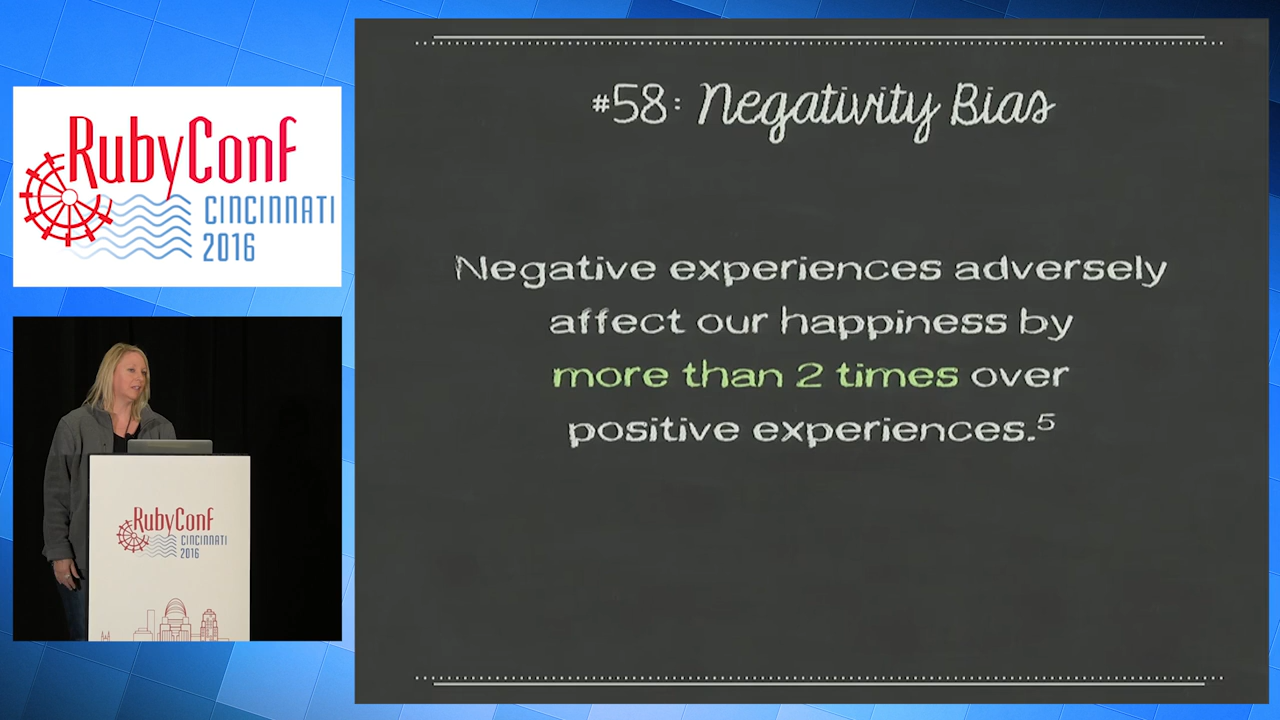 RubyConf
CINCINNATI
2016
RubyConf
CINCINNATI
2016
#58: Negativity Bias
Negative experiences adversely
affect our happiness by
more than 2 times over
positive experiences.5